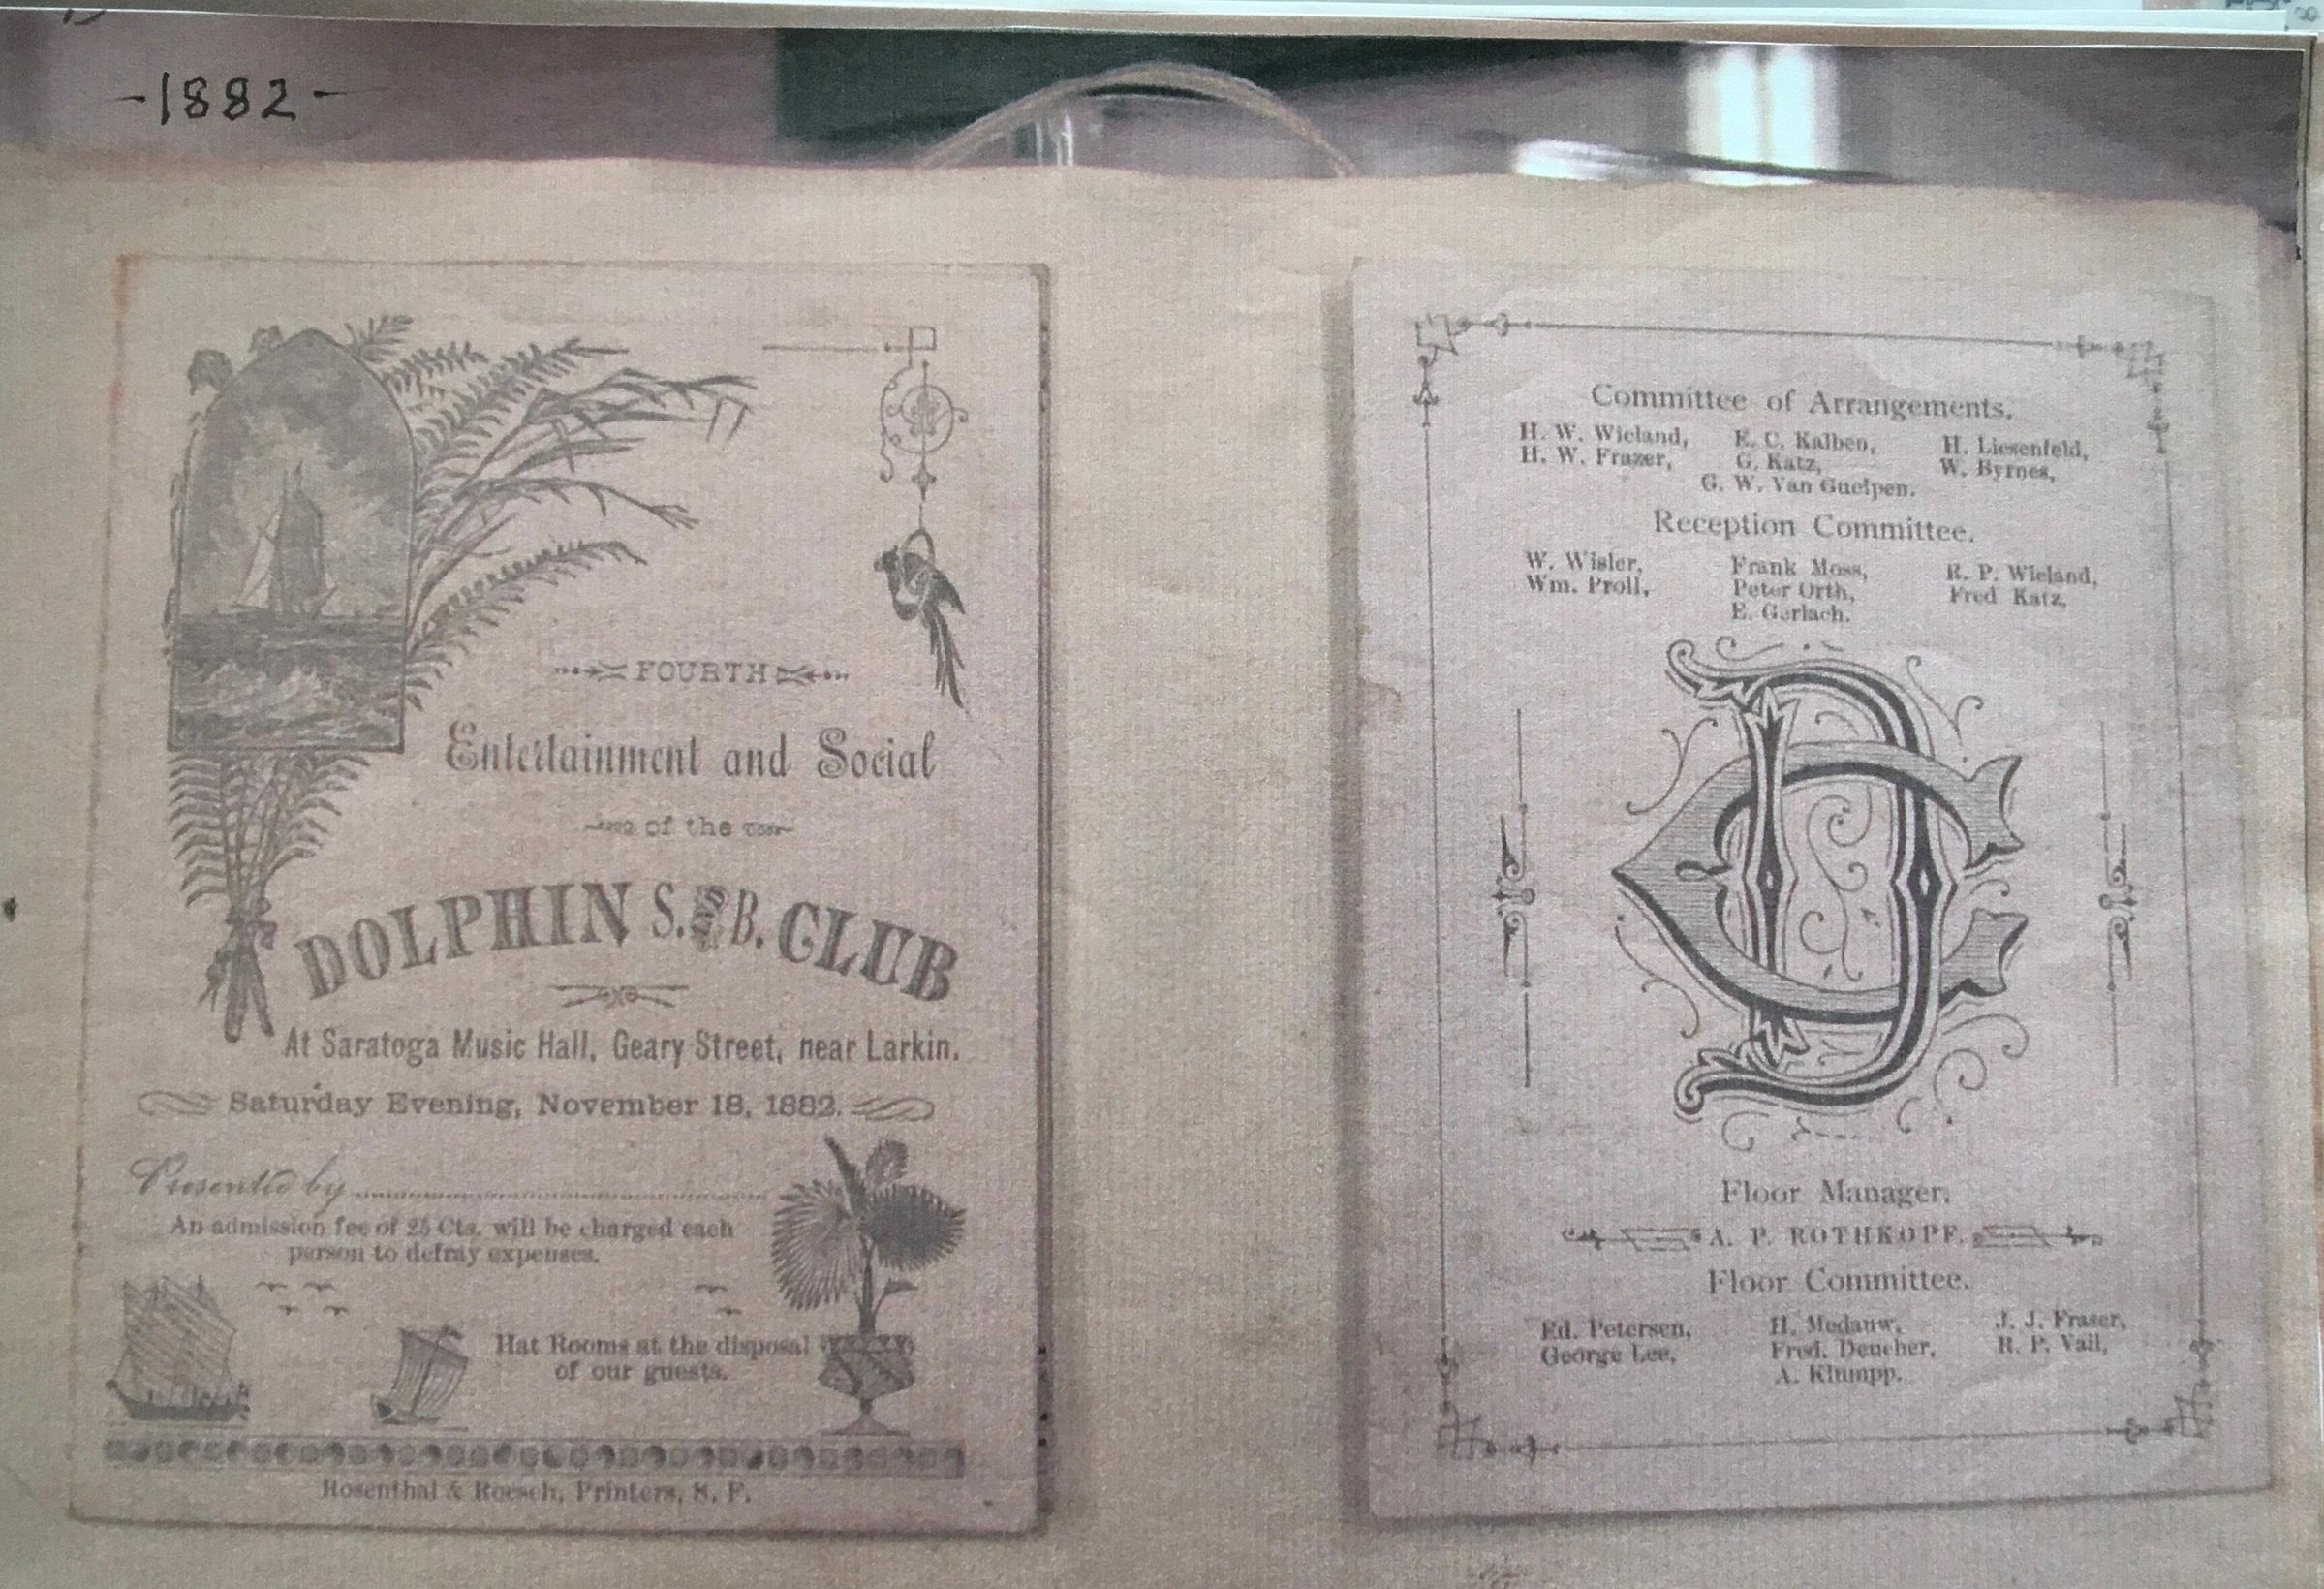 -1882-
FOURTH
Entertainment and Social
of the
DOLPHIN S. AND B. CLUB
At Saratoga Music Hall, Geary Street, near Larkin.
Saturday Evening, November 18, 1882.
Presented by
An admission fee of 25 Cts. will be charged each
person to defray expenses.
Hat Rooms at the disposal
of our guests.
Rosenthal & Roesch, Printers, S. F.
Committee of Arrangements.
H. W. Wieland, E. C. Kalben, H. Liesenfeld,
H. W. Frazer, G. Katz, W. Byrnes,
G. W. Van Guelpen.
Reception Committee.
W. Wisler, Frank Moss, R. P. Wieland,
Wm. Proll, Peter Orth, Fred Katz,
E. Gerlach.
DC
Floor Manager.
A. P. ROTHKOPF.
Floor Committee.
Ed. Petersen, H. Medauw, J. J. Fraser,
George Lee, Fred. Deucher, R. P. Vail,
A. Klumpp.